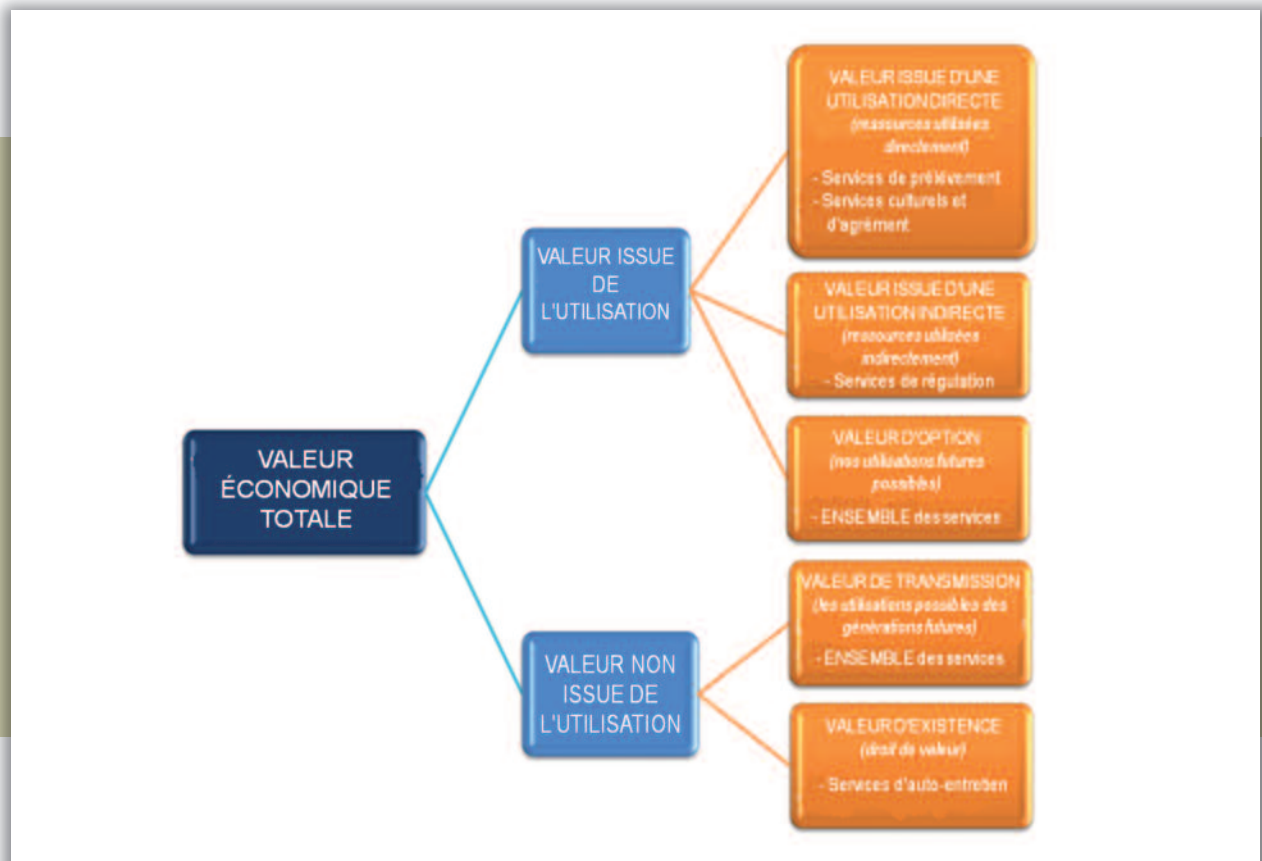 VALEUR
ÉCONOMIQUE
TOTALE
VALEUR ISSUE
DE
L'UTILISATION
VALEUR NON
ISSUE DE
L'UTILISATION
VALEUR ISSUE D'UNE
UTILISATION DIRECTE
(ressources utilisées
directement)
- Services de prélèvement
- Services culturels et
d'agrément
VALEUR ISSUE D'UNE
UTILISATION INDIRECTE
(ressources utilisées
indirectement)
- Services de régulation
VALEUR D'OPTION
(nos utilisations futures
possibles)
- ENSEMBLE des services
VALEUR DE TRANSMISSION
(les utilisations possibles des
générations futures)
- ENSEMBLE des services
VALEUR D'EXISTENCE
(droit de valeur)
- Services d'auto-entretien